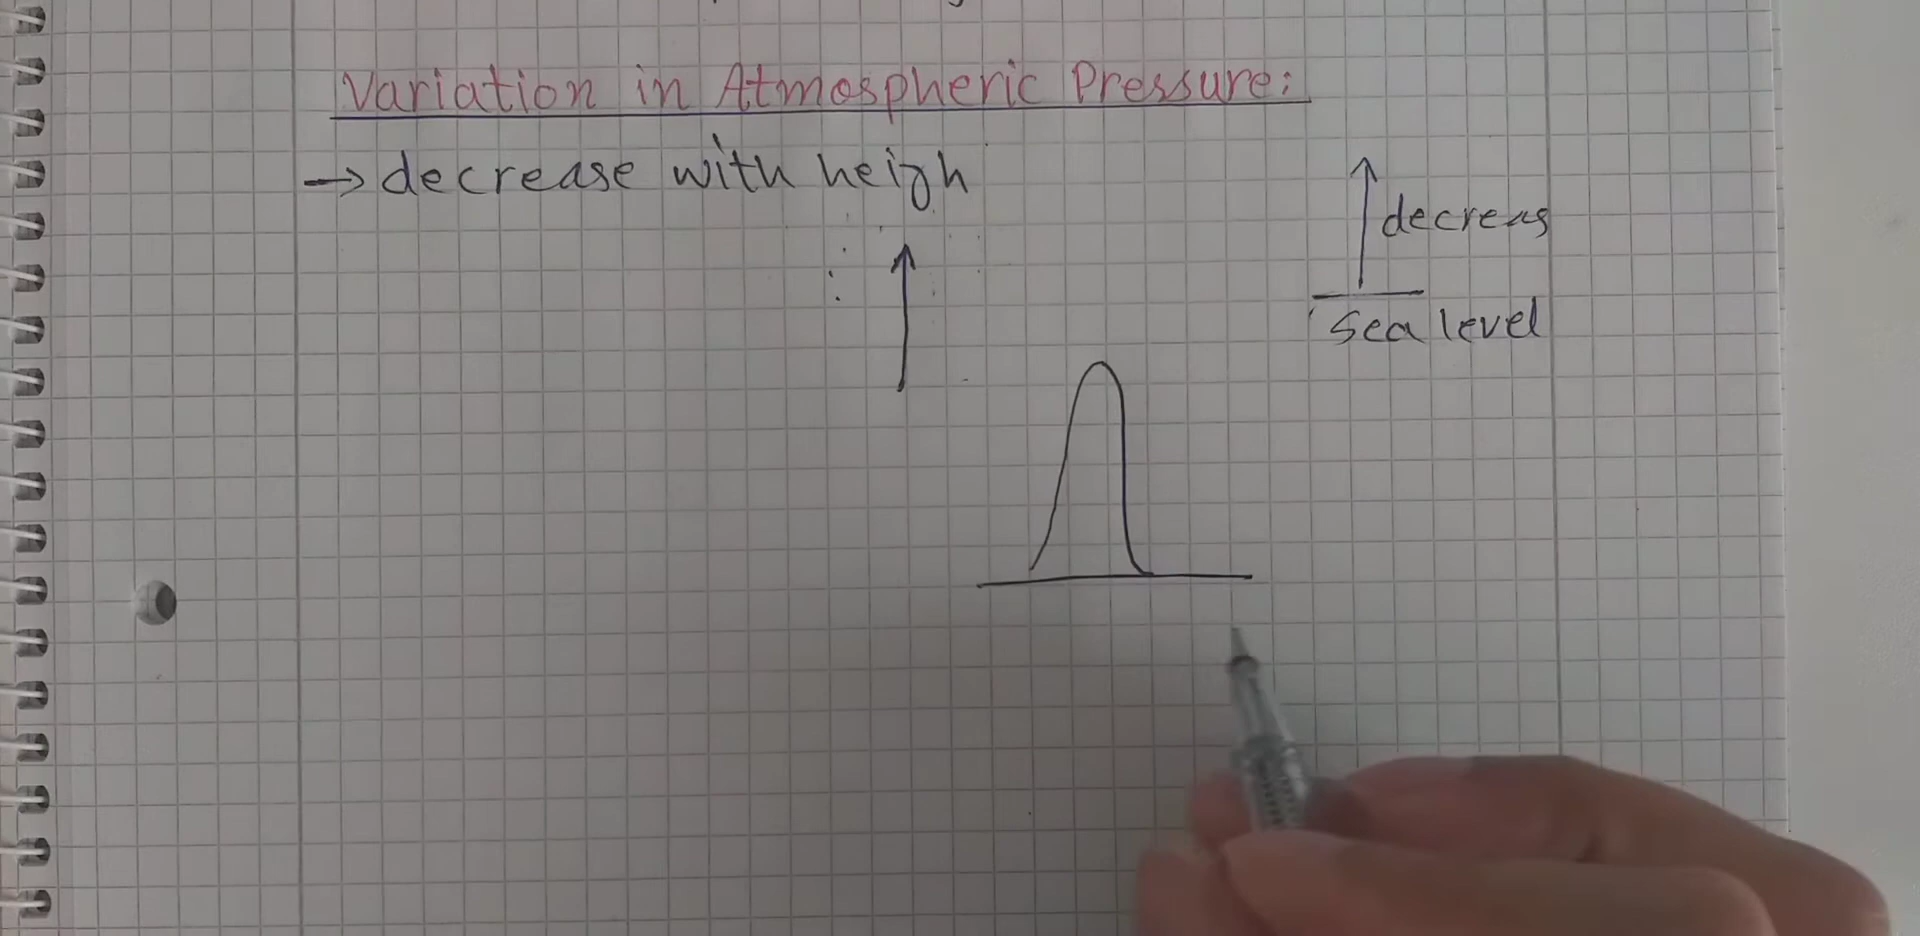 Variation in Atmospheric Pressure:
→ decrease with heigh
decreas
sea level